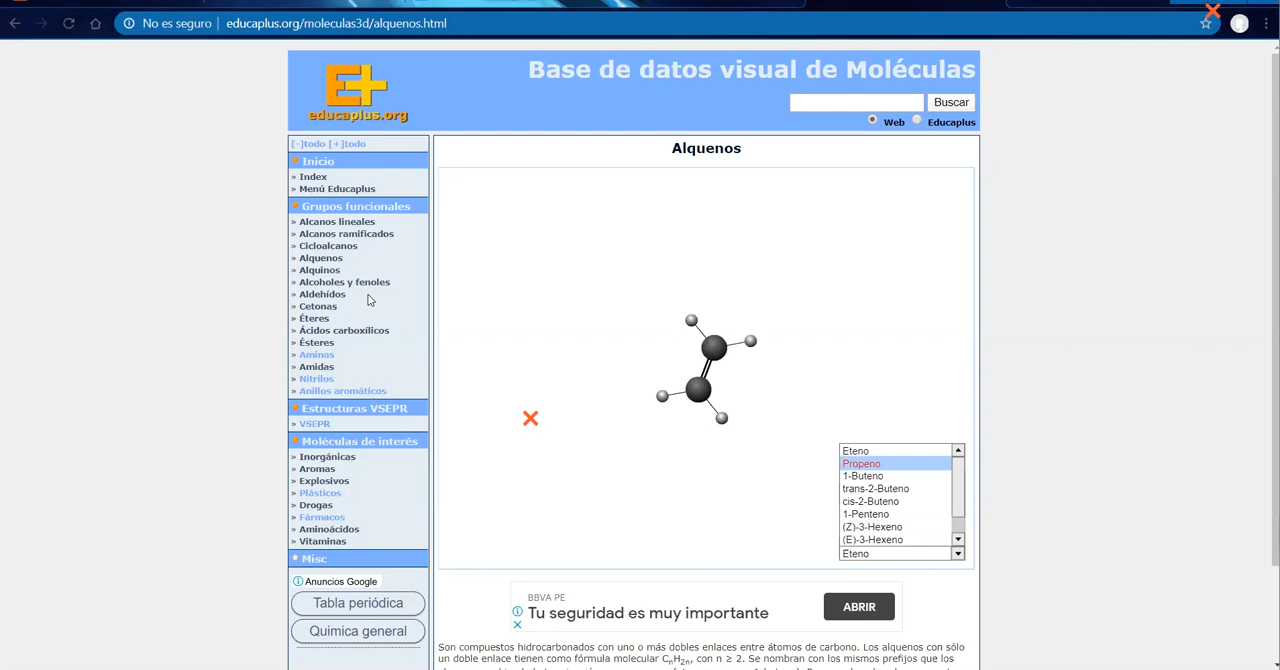 No es seguro | educaplus.org/moleculas3d/alquenos.html
E+
educaplus.org
Base de datos visual de Moléculas
Buscar
Web Educaplus
[-]todo [+]todo
Inicio
» Index
» Menú Educaplus
Grupos funcionales
» Alcanos lineales
» Alcanos ramificados
» Cicloalcanos
» Alquenos
» Alquinos
» Alcoholes y fenoles
» Aldehídos
» Cetonas
» Éteres
» Ácidos carboxílicos
» Ésteres
» Aminas
» Amidas
» Nitrilos
» Anillos aromáticos
Estructuras VSEPR
» VSEPR
Moléculas de interés
» Inorgánicas
» Aromas
» Explosivos
» Plásticos
» Drogas
» Fármacos
» Aminoácidos
» Vitaminas
Misc
Anuncios Google
Tabla periódica
Quimica general
Alquenos
Eteno
Propeno
1-Buteno
trans-2-Buteno
cis-2-Buteno
1-Penteno
(Z)-3-Hexeno
(E)-3-Hexeno
Eteno
BBVA PE
Tu seguridad es muy importante
ABRIR
Son compuestos hidrocarbonados con uno o más dobles enlaces entre átomos de carbono. Los alquenos con sólo
un doble enlace tienen como fórmula molecular CnH2n, con n ≥ 2. Se nombran con los mismos prefijos que los